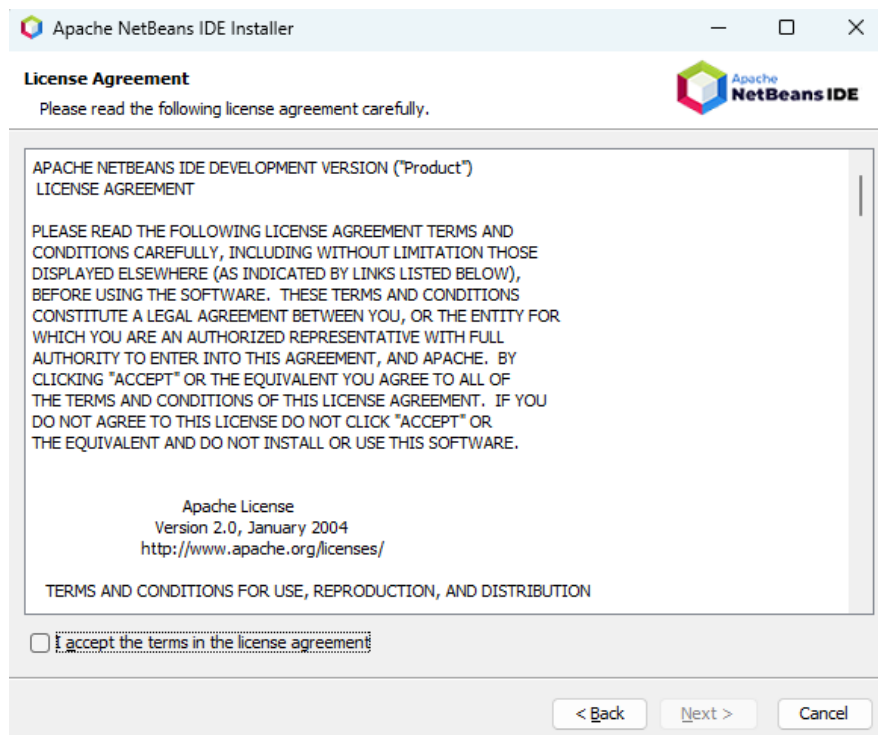 Apache NetBeans IDE Installer
License Agreement
Please read the following license agreement carefully.
Apache
NetBeans IDE
APACHE NETBEANS IDE DEVELOPMENT VERSION ("Product")
LICENSE AGREEMENT
PLEASE READ THE FOLLOWING LICENSE AGREEMENT TERMS AND
CONDITIONS CAREFULLY, INCLUDING WITHOUT LIMITATION THOSE
DISPLAYED ELSEWHERE (AS INDICATED BY LINKS LISTED BELOW),
BEFORE USING THE SOFTWARE.  THESE TERMS AND CONDITIONS
CONSTITUTE A LEGAL AGREEMENT BETWEEN YOU, OR THE ENTITY FOR
WHICH YOU ARE AN AUTHORIZED REPRESENTATIVE WITH FULL
AUTHORITY TO ENTER INTO THIS AGREEMENT, AND APACHE.  BY
CLICKING "ACCEPT" OR THE EQUIVALENT YOU AGREE TO ALL OF
THE TERMS AND CONDITIONS OF THIS LICENSE AGREEMENT.  IF YOU
DO NOT AGREE TO THIS LICENSE DO NOT CLICK "ACCEPT" OR
THE EQUIVALENT AND DO NOT INSTALL OR USE THIS SOFTWARE.
Apache License
Version 2.0, January 2004
http://www.apache.org/licenses/
TERMS AND CONDITIONS FOR USE, REPRODUCTION, AND DISTRIBUTION
I accept the terms in the license agreement
< Back
Next >
Cancel